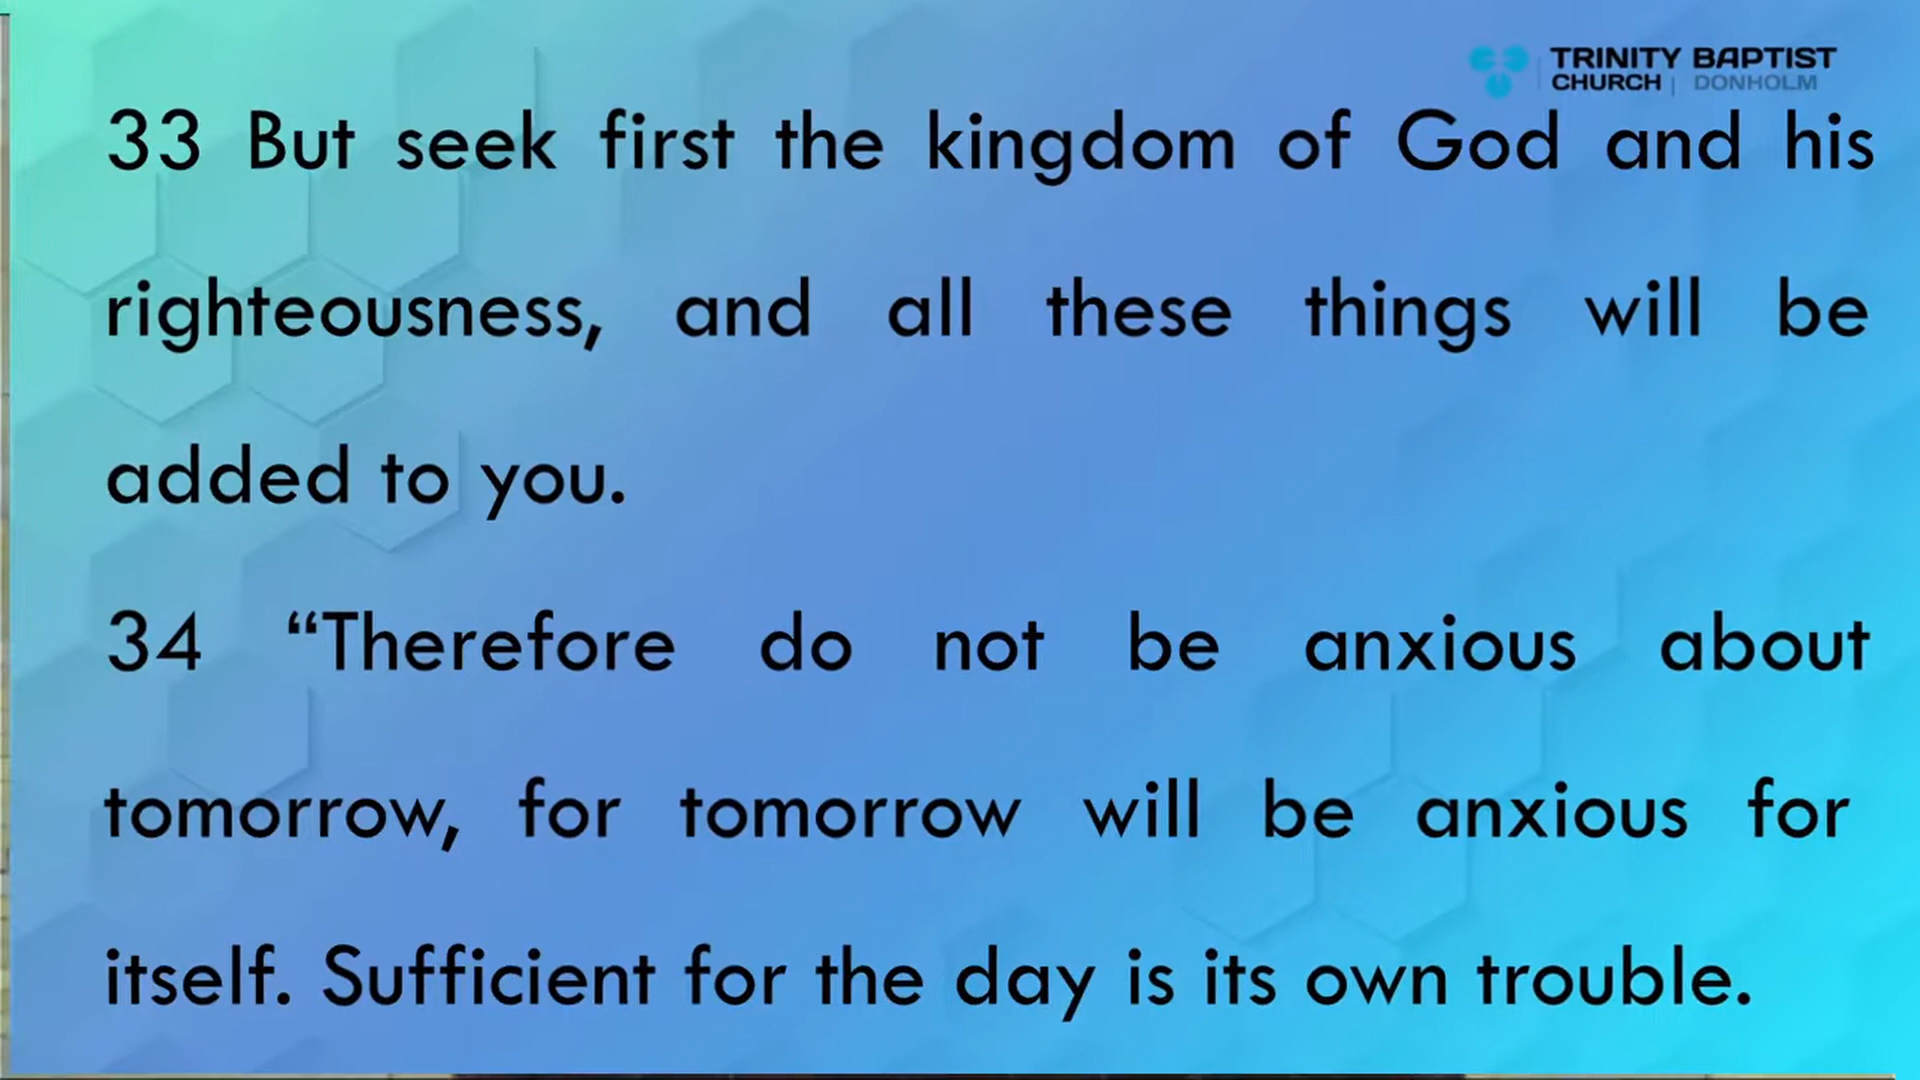 TRINITY BAPTIST
CHURCH | DONHOLM
33 But seek first the kingdom of God and his
righteousness, and all these things will be
added to you.
34 “Therefore do not be anxious about
tomorrow, for tomorrow will be anxious for
itself. Sufficient for the day is its own trouble.